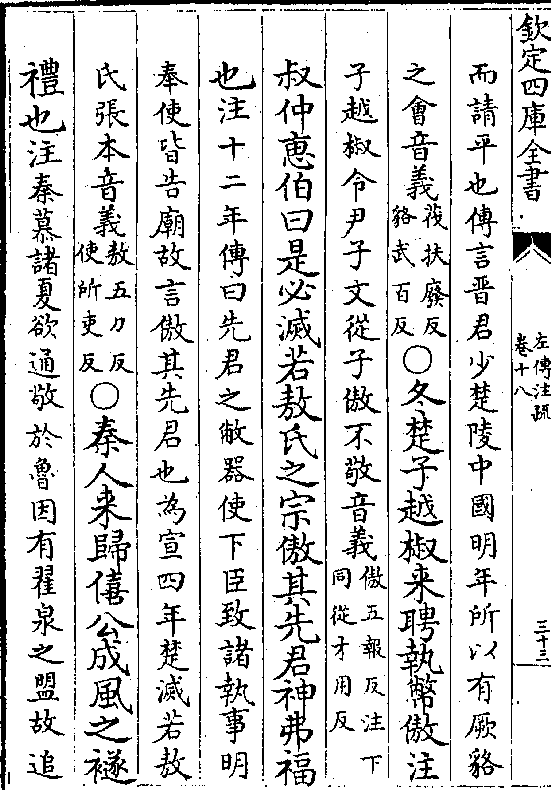 欽定四庫全書
左傳注疏
卷十八
三十三
而請平也傳言晉君少楚陵中國明年所以有厥貉
之會音義䈉扶廢反
貉武百反〇冬楚子越椒来聘執幣傲注
子越椒令尹子文從子傲不敬音義傲五報反注下
同從才用反
叔仲惠伯曰是必滅若敖氏之宗傲其先君神弗福
也注十二年傳曰先君之敝器使下臣致諸執事明
奉使皆告廟故言傲其先君也為宣四年楚滅若敖
氏張本音義敖五刀反
使所吏反〇秦人来歸僖公成風之襚
禮也注秦慕諸夏欲通敬於魯因有翟泉之盟故追